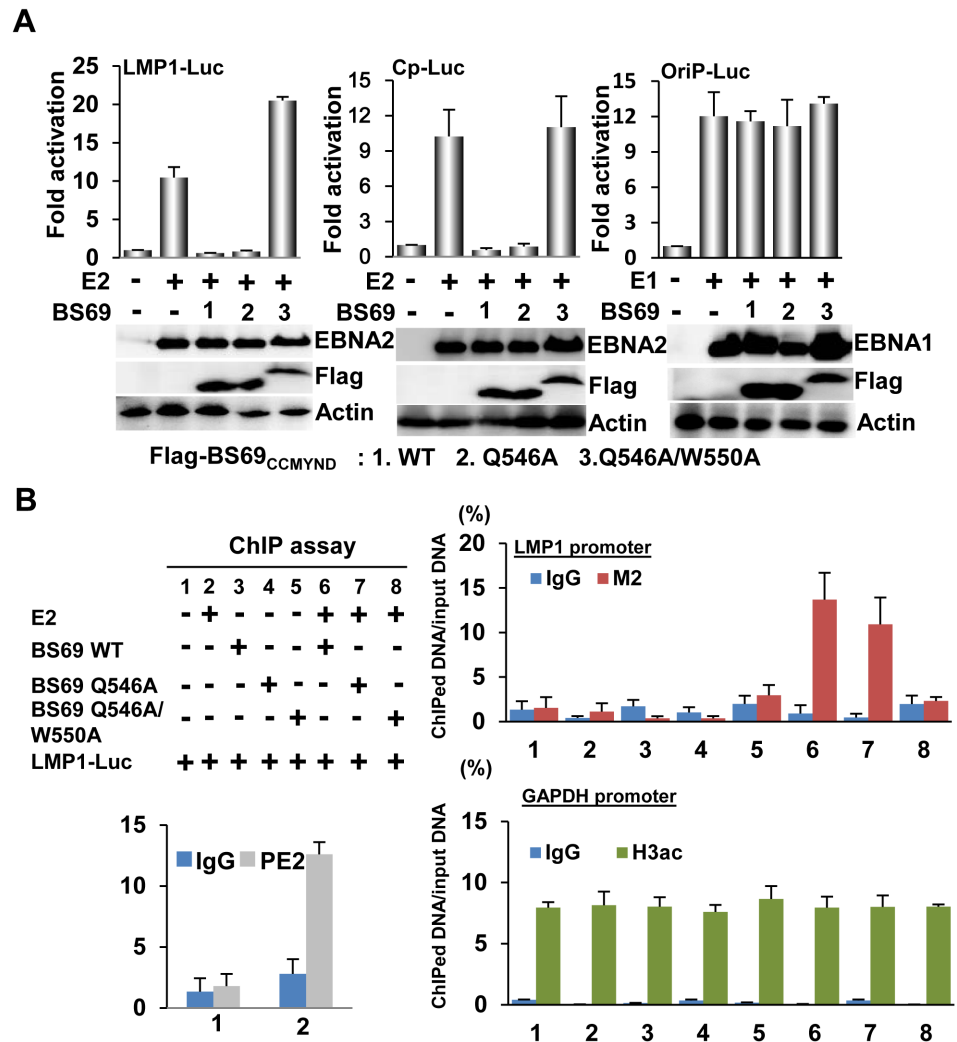 A
LMP1-Luc
Fold activation
25
20
15
10
5
0
E2 - + + + +
BS69 - - 1 2 3
EBNA2
Flag
Actin
Cp-Luc
Fold activation
15
12
9
6
3
0
E2 - + + + +
BS69 - - 1 2 3
EBNA2
Flag
Actin
OriP-Luc
Fold activation
15
12
9
6
3
0
E1 - + + + +
BS69 - - 1 2 3
EBNA1
Flag
Actin
Flag-BS69CCMYND : 1. WT 2. Q546A 3.Q546A/W550A
B
ChIP assay
1 2 3 4 5 6 7 8
E2 - + - - - + + +
BS69 WT - - + - - + - -
BS69 Q546A - - - + - - + -
BS69 Q546A/
W550A - - - - + - - +
LMP1-Luc + + + + + + + +
15
10
5
0
IgG PE2
1 2
(%)
ChIPed DNA/input DNA
20
15
10
5
0
LMP1 promoter
IgG M2
1 2 3 4 5 6 7 8
(%)
ChIPed DNA/input DNA
15
10
5
0
GAPDH promoter
IgG H3ac
1 2 3 4 5 6 7 8